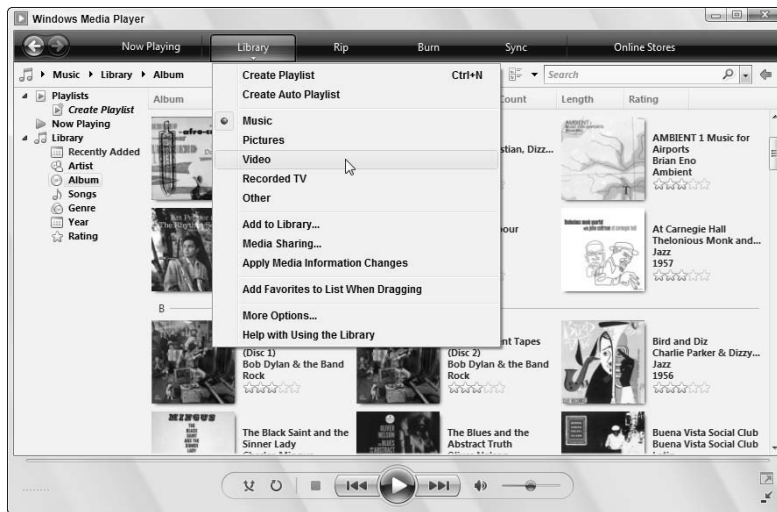 Windows Media Player
Now Playing
Library
Rip
Burn
Sync
Online Stores
Music
Library
Album
Search
Playlists
Create Playlist
Now Playing
Library
Recently Added
Artist
Album
Songs
Genre
Year
Rating
Create Playlist Ctrl+N
Create Auto Playlist
Music
Pictures
Video
Recorded TV
Other
Add to Library...
Media Sharing...
Apply Media Information Changes
Add Favorites to List When Dragging
More Options...
Help with Using the Library
Album
Length
Rating
Dizz...
AMBIENT 1 Music for
Airports
Brian Eno
Ambient
At Carnegie Hall
Thelonious Monk and...
Jazz
1957
B
(Disc 1)
Bob Dylan & the Band
Rock
Tapes
(Disc 2)
Bob Dylan & the Band
Rock
Bird and Diz
Charlie Parker & Dizzy...
Jazz
1956
MINGUS
The Black Saint and the
Sinner Lady
The Blues and the
Abstract Truth
Buena Vista Social Club
Buena Vista Social Club